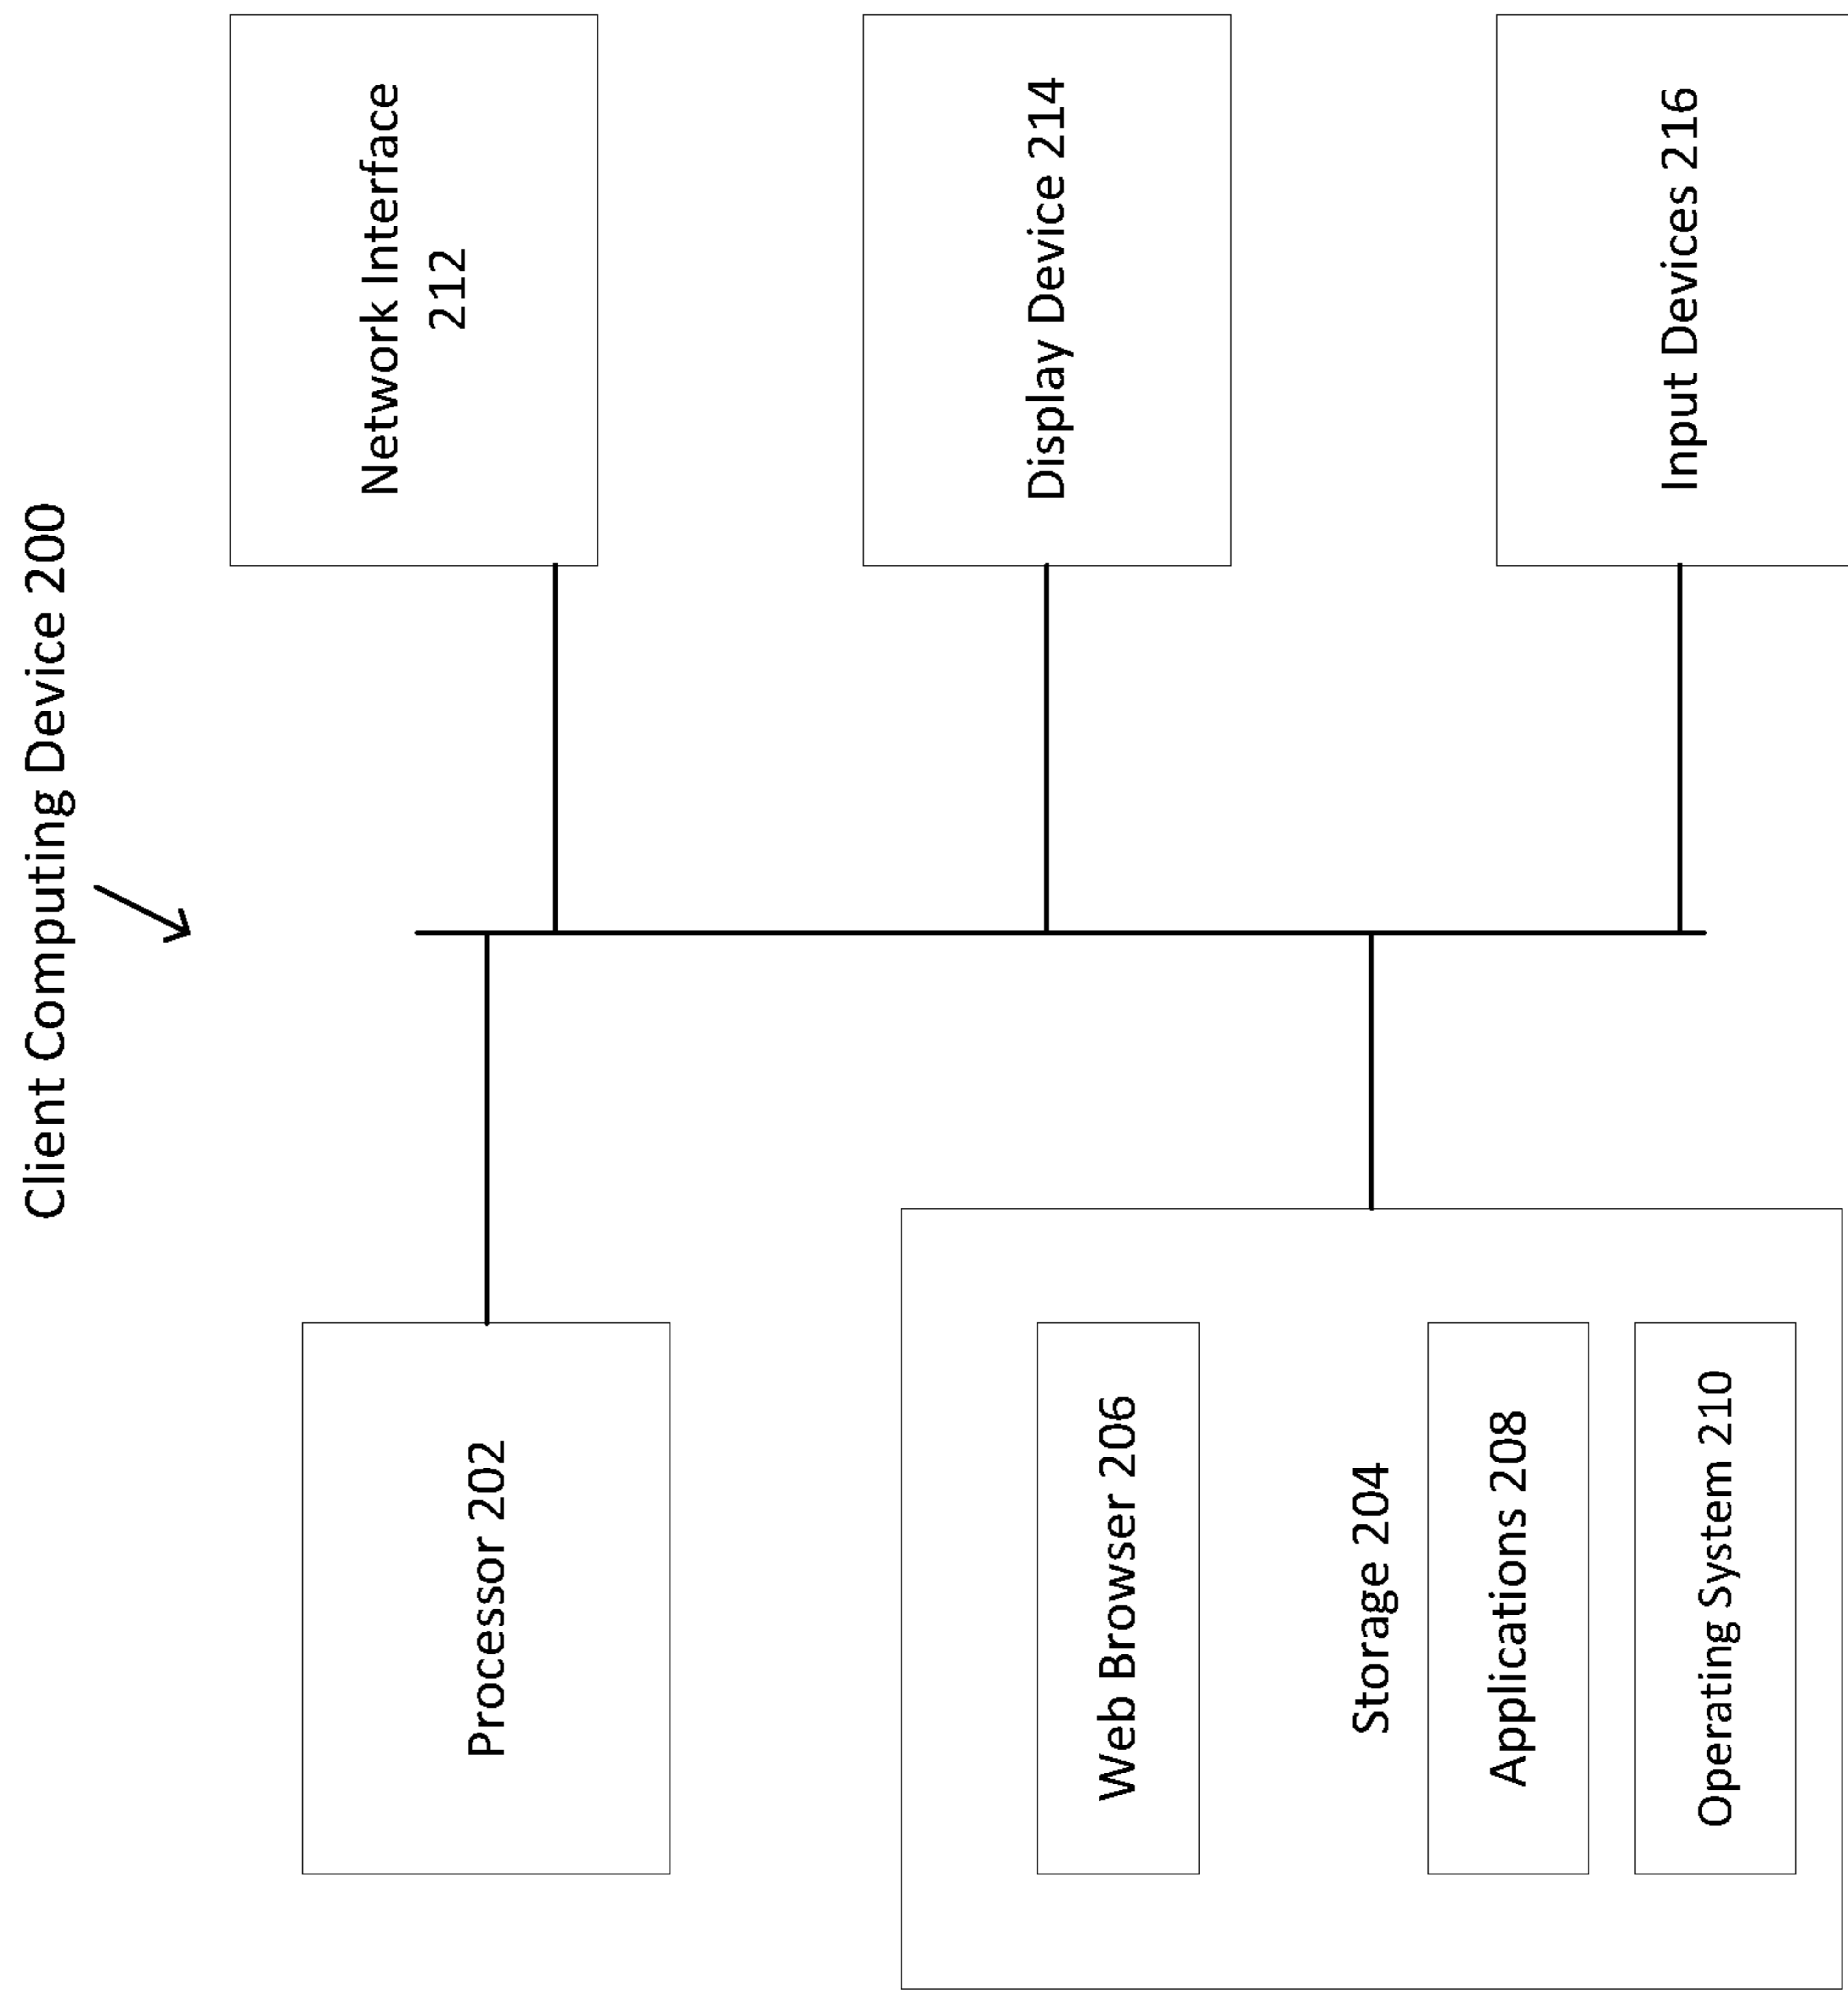 Client Computing Device 200
Processor 202
Network Interface
212
Web Browser 206
Storage 204
Applications 208
Operating System 210
Display Device 214
Input Devices 216